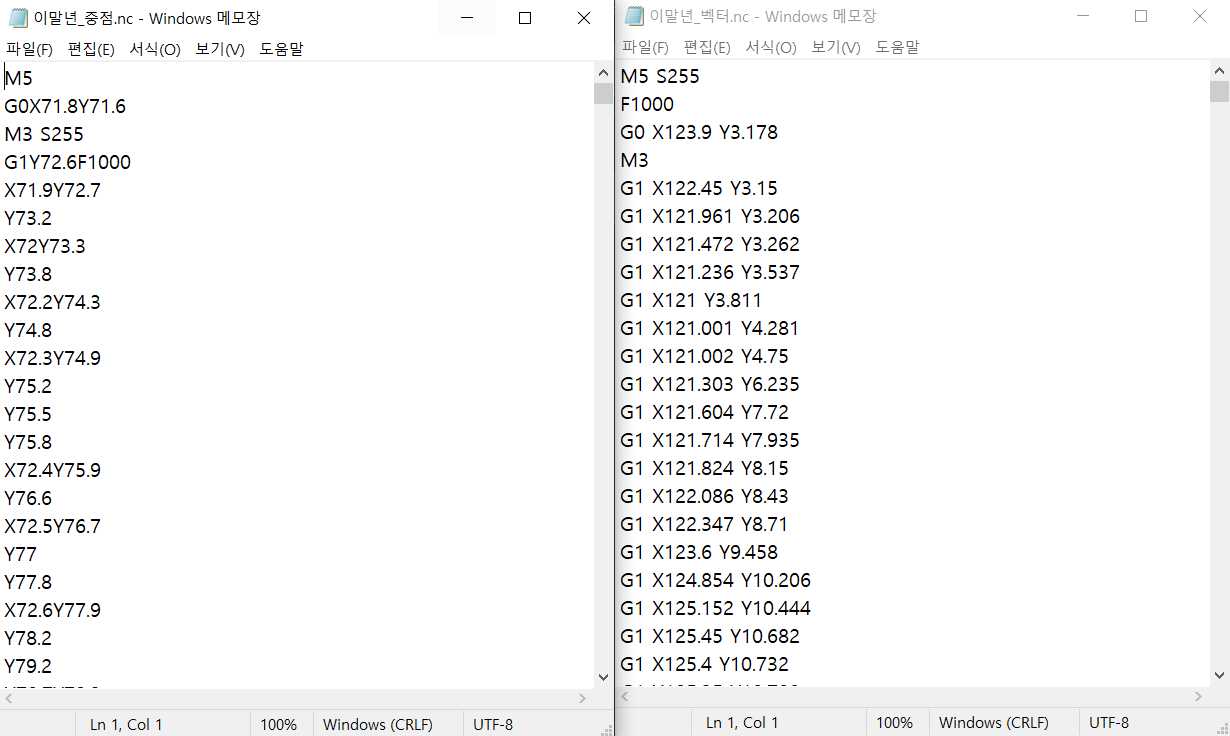 이말년_중점.nc - Windows 메모장
파일(F) 편집(E) 서식(O) 보기(V) 도움말
M5
G0X71.8Y71.6
M3 S255
G1Y72.6F1000
X71.9Y72.7
Y73.2
X72Y73.3
Y73.8
X72.2Y74.3
Y74.8
X72.3Y74.9
Y75.2
Y75.5
Y75.8
X72.4Y75.9
Y76.6
X72.5Y76.7
Y77
Y77.8
X72.6Y77.9
Y78.2
Y79.2
Ln 1, Col 1 100% Windows (CRLF) UTF-8
이말년_벡터.nc - Windows 메모장
파일(F) 편집(E) 서식(O) 보기(V) 도움말
M5 S255
F1000
G0 X123.9 Y3.178
M3
G1 X122.45 Y3.15
G1 X121.961 Y3.206
G1 X121.472 Y3.262
G1 X121.236 Y3.537
G1 X121 Y3.811
G1 X121.001 Y4.281
G1 X121.002 Y4.75
G1 X121.303 Y6.235
G1 X121.604 Y7.72
G1 X121.714 Y7.935
G1 X121.824 Y8.15
G1 X122.086 Y8.43
G1 X122.347 Y8.71
G1 X123.6 Y9.458
G1 X124.854 Y10.206
G1 X125.152 Y10.444
G1 X125.45 Y10.682
G1 X125.4 Y10.732
Ln 1, Col 1 100% Windows (CRLF) UTF-8